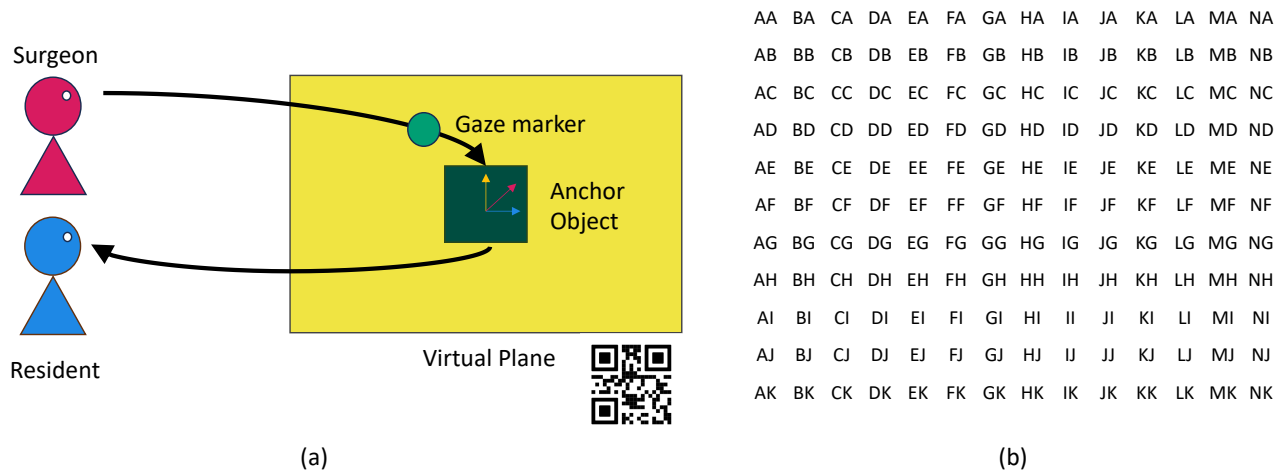 Surgeon
Gaze marker
Anchor
Object
Resident
Virtual Plane
(a)
AA BA CA DA EA FA GA HA IA JA KA LA MA NA
AB BB CB DB EB FB GB HB IB JB KB LB MB NB
AC BC CC DC EC FC GC HC IC JC KC LC MC NC
AD BD CD DD ED FD GD HD ID JD KD LD MD ND
AE BE CE DE EE FE GE HE IE JE KE LE ME NE
AF BF CF DF EF FF GF HF IF JF KF LF MF NF
AG BG CG DG EG FG GG HG IG JG KG LG MG NG
AH BH CH DH EH FH GH HH IH JH KH LH MH NH
AI BI CI DI EI FI GI HI II JI KI LI MI NI
AJ BJ CJ DJ EJ FJ GJ HJ IJ JJ KJ LJ MJ NJ
AK BK CK DK EK FK GK HK IK JK KK LK MK NK
(b)